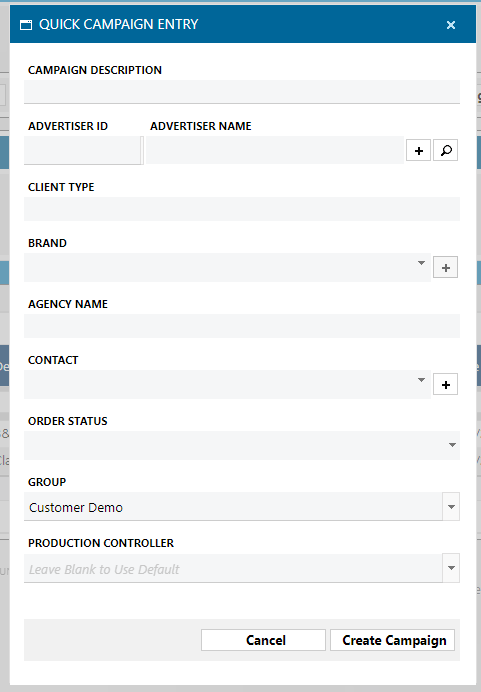 QUICK CAMPAIGN ENTRY
CAMPAIGN DESCRIPTION
ADVERTISER ID ADVERTISER NAME
CLIENT TYPE
BRAND
AGENCY NAME
CONTACT
ORDER STATUS
GROUP
Customer Demo
PRODUCTION CONTROLLER
Leave Blank to Use Default
Cancel Create Campaign